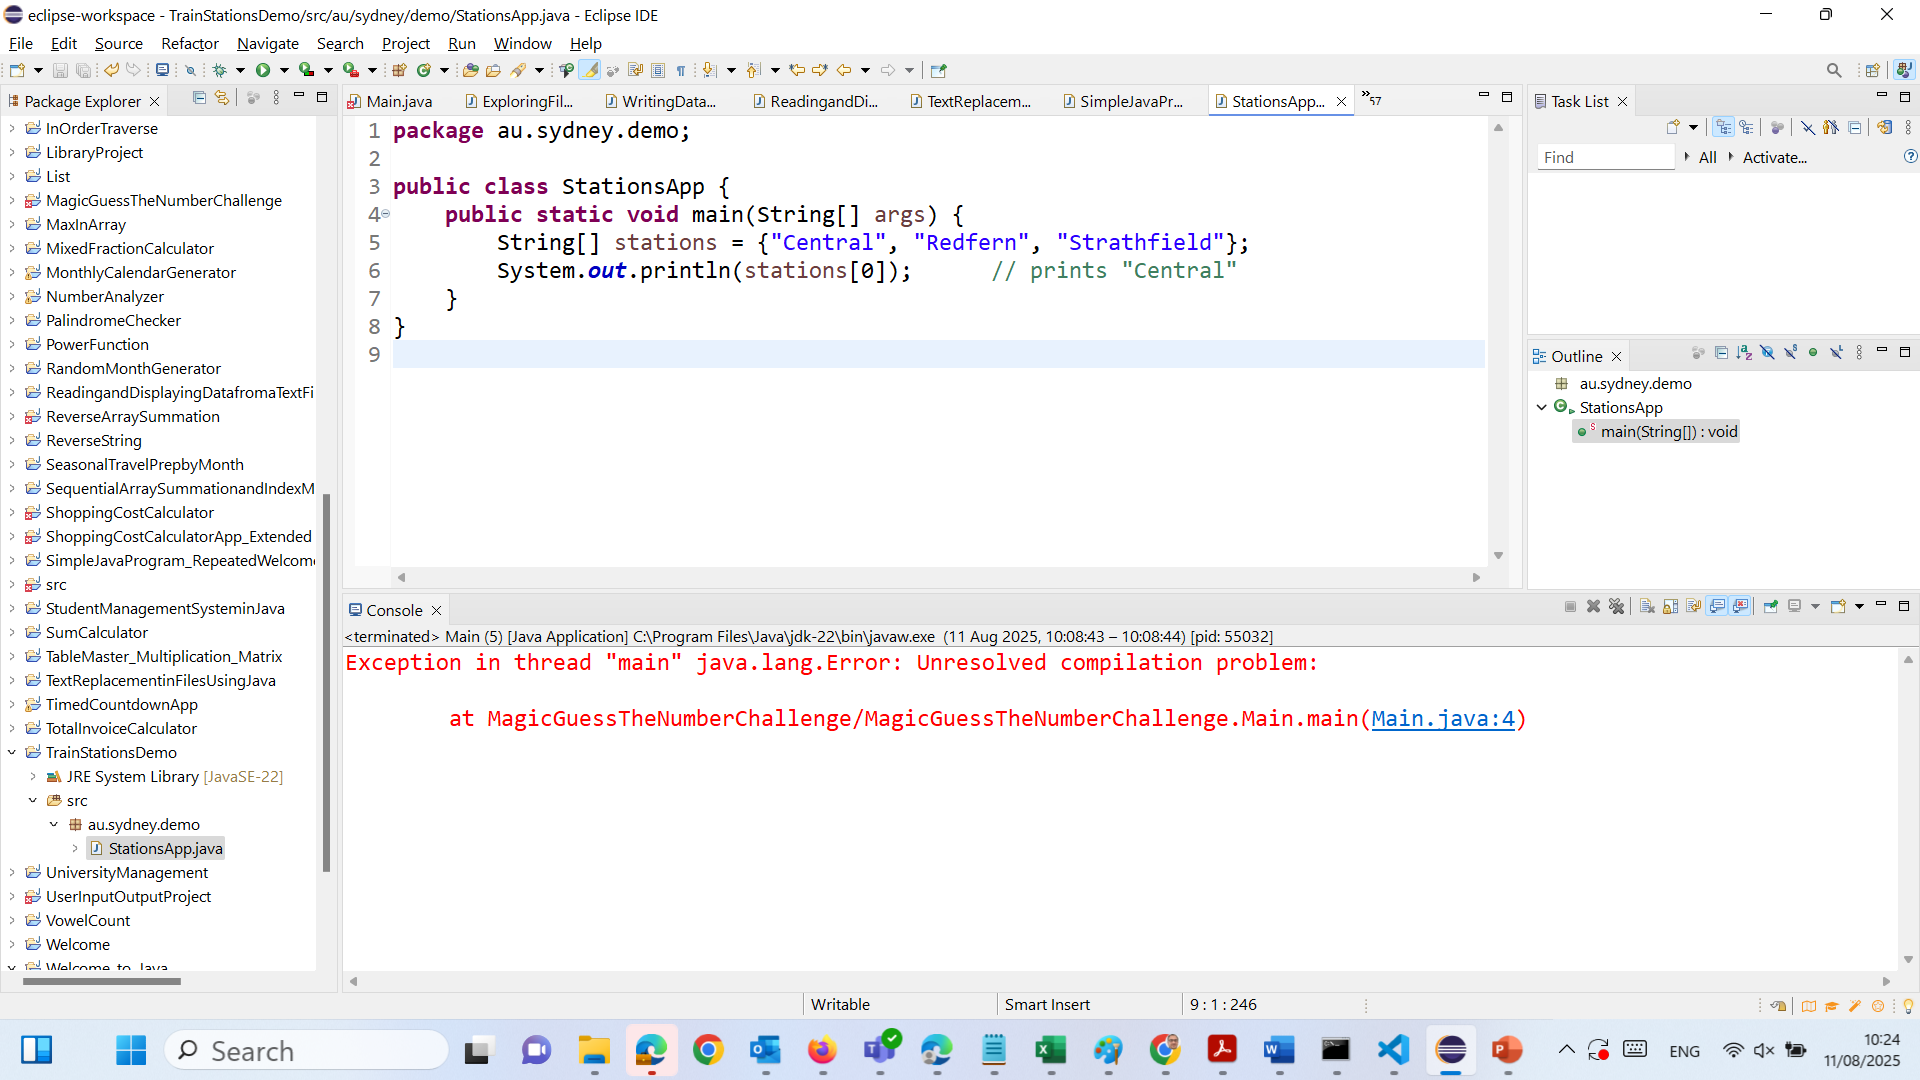 eclipse-workspace - TrainStationsDemo/src/au/sydney/demo/StationsApp.java - Eclipse IDE
File Edit Source Refactor Navigate Search Project Run Window Help
Package Explorer
InOrderTraverse
LibraryProject
List
MagicGuessTheNumberChallenge
MaxInArray
MixedFractionCalculator
MonthlyCalendarGenerator
NumberAnalyzer
PalindromeChecker
PowerFunction
RandomMonthGenerator
ReadingandDisplayingDatafromaTextFi
ReverseArraySummation
ReverseString
SeasonalTravelPrepbyMonth
SequentialArraySummationandIndexM
ShoppingCostCalculator
ShoppingCostCalculatorApp_Extended
SimpleJavaProgram_RepeatedWelcome
src
StudentManagementSysteminJava
SumCalculator
TableMaster_Multiplication_Matrix
TextReplacementinFilesUsingJava
TimedCountdownApp
TotalInvoiceCalculator
TrainStationsDemo
JRE System Library [JavaSE-22]
src
au.sydney.demo
StationsApp.java
UniversityManagement
UserInputOutputProject
VowelCount
Welcome
Welcome_to_Java
Main.java ExploringFil... WritingData... ReadingandDi... TextReplacem... SimpleJavaPr... StationsApp... »57
1 package au.sydney.demo;
2
3 public class StationsApp {
4 public static void main(String[] args) {
5 String[] stations = {"Central", "Redfern", "Strathfield"};
6 System.out.println(stations[0]); // prints "Central"
7 }
8 }
9
Task List
Find All Activate...
Outline
au.sydney.demo
StationsApp
main(String[]) : void
Console
<terminated> Main (5) [Java Application] C:\Program Files\Java\jdk-22\bin\javaw.exe (11 Aug 2025, 10:08:43 – 10:08:44) [pid: 55032]
Exception in thread "main" java.lang.Error: Unresolved compilation problem:
at MagicGuessTheNumberChallenge/MagicGuessTheNumberChallenge.Main.main(Main.java:4)
Writable Smart Insert 9 : 1 : 246
Search
ENG
10:24
11/08/2025